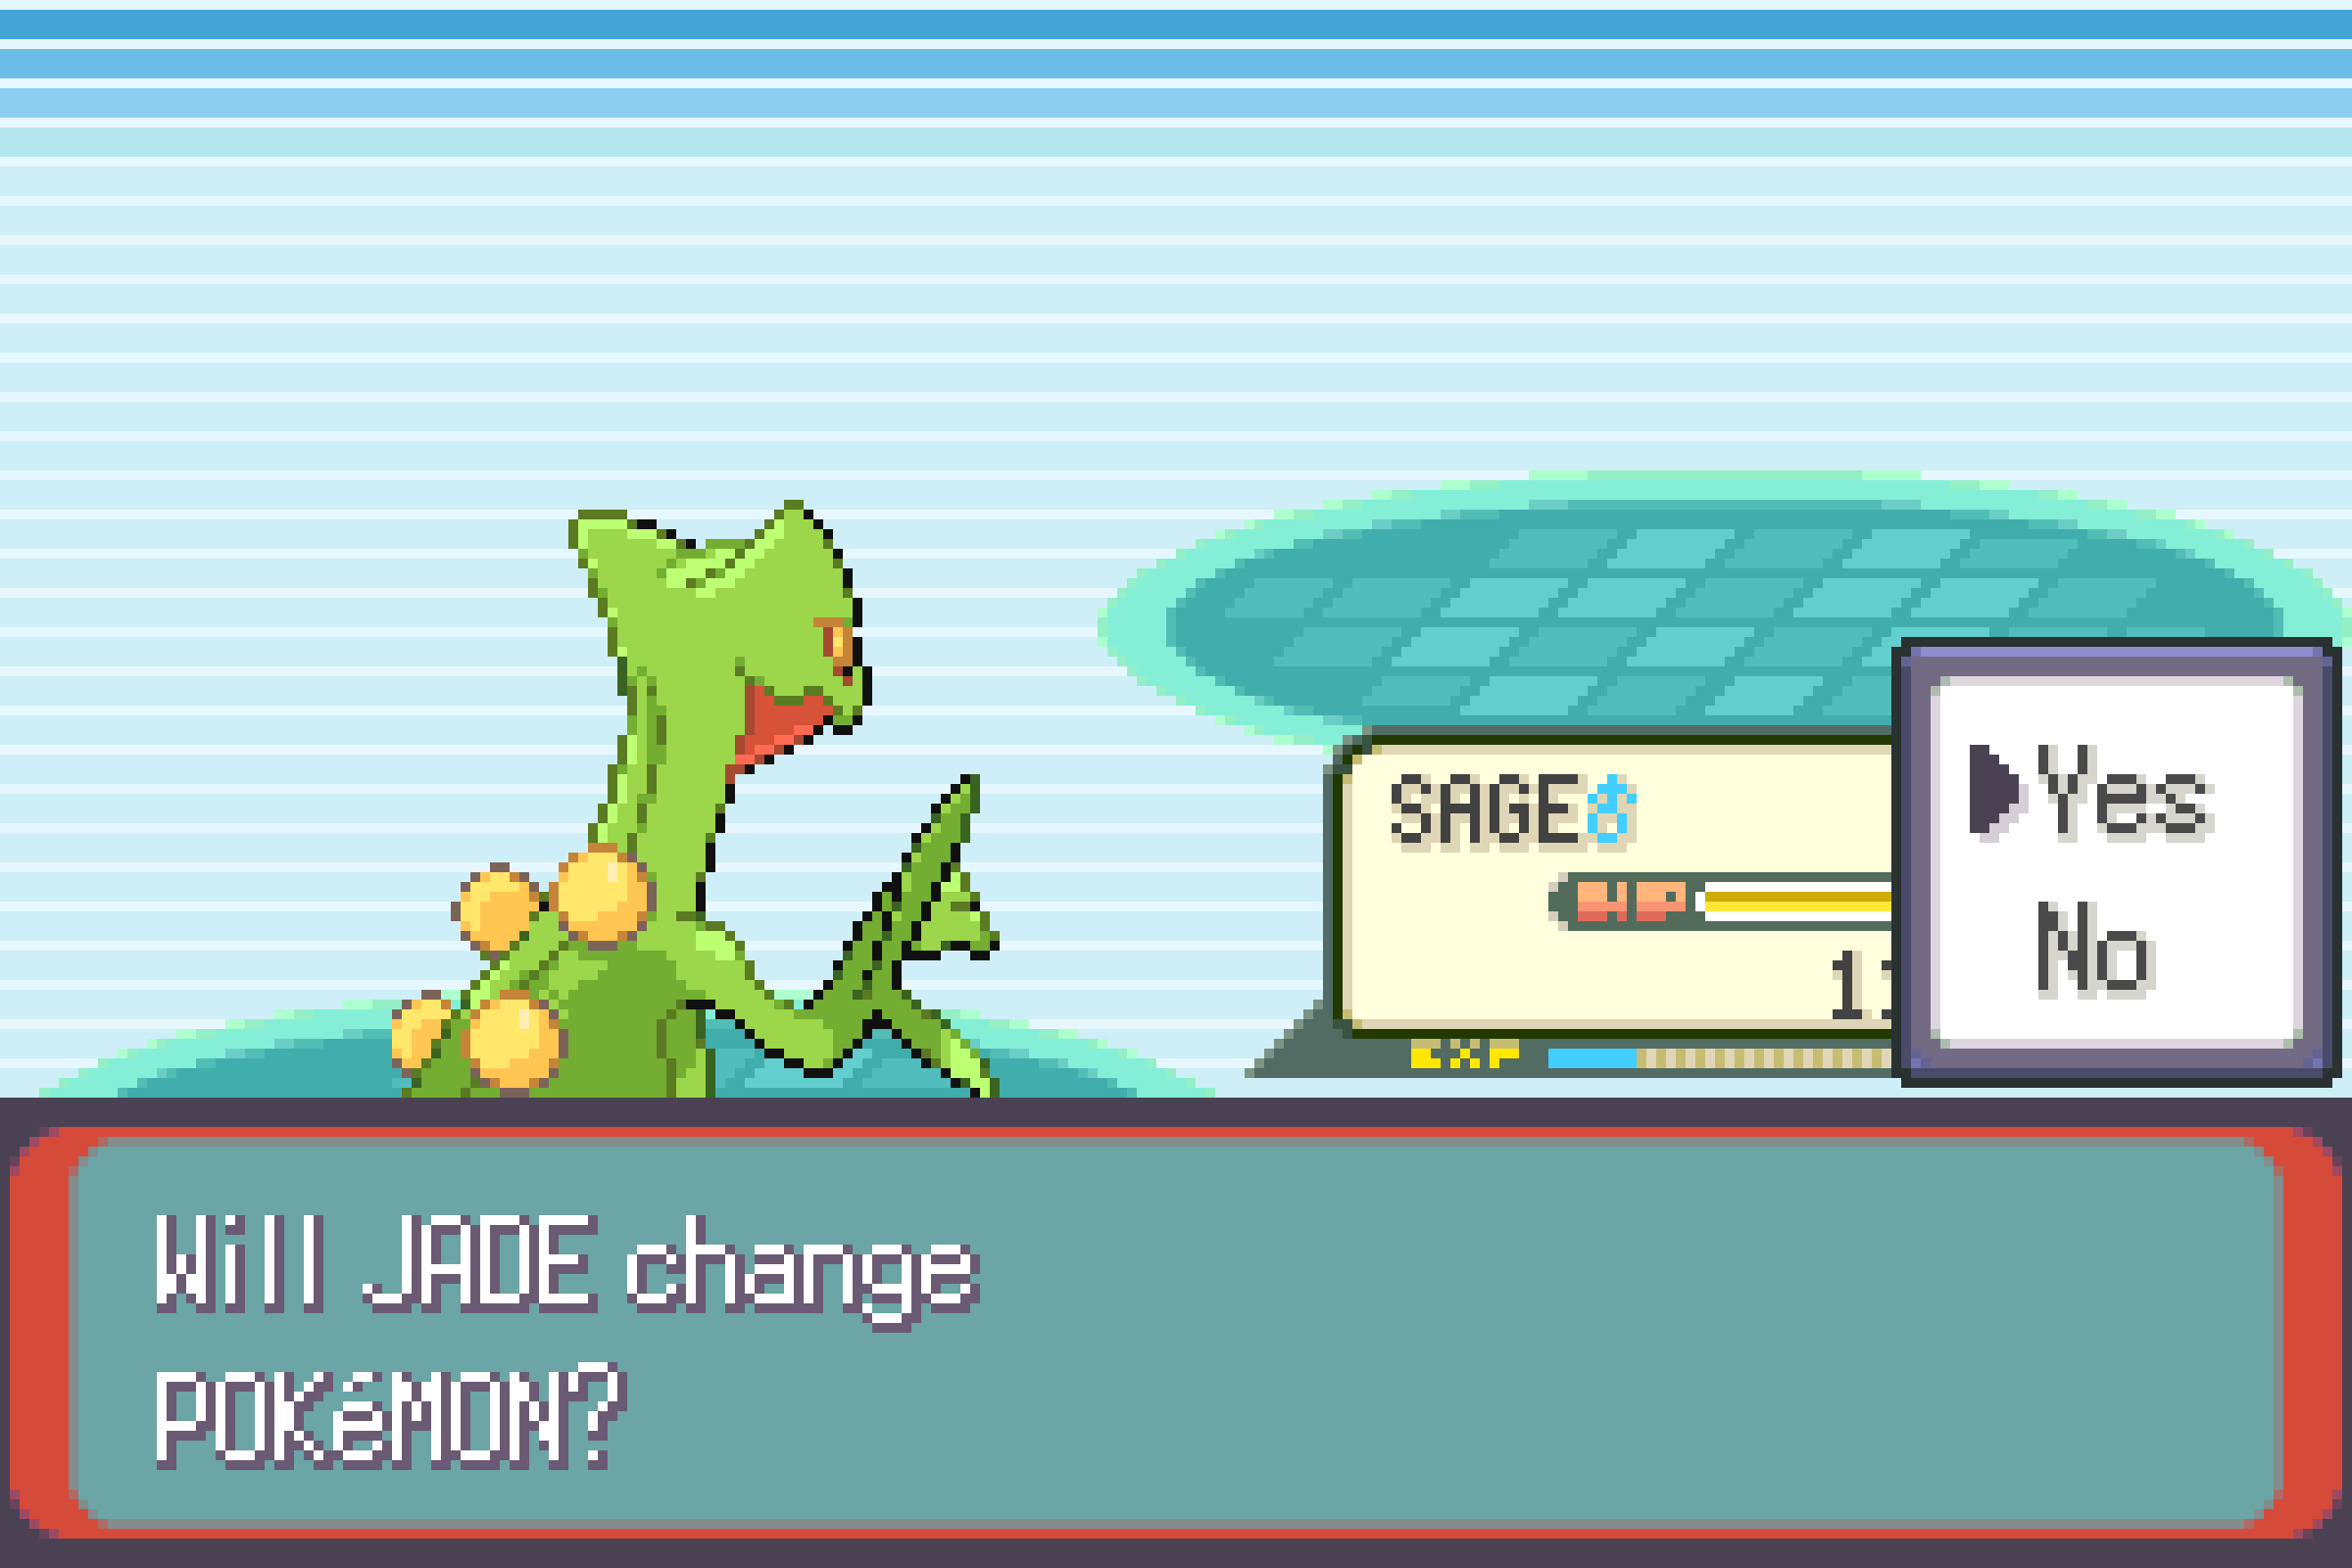 SAGE♂
HP
Yes
No
EXP
Will JADE change
POKéMON?